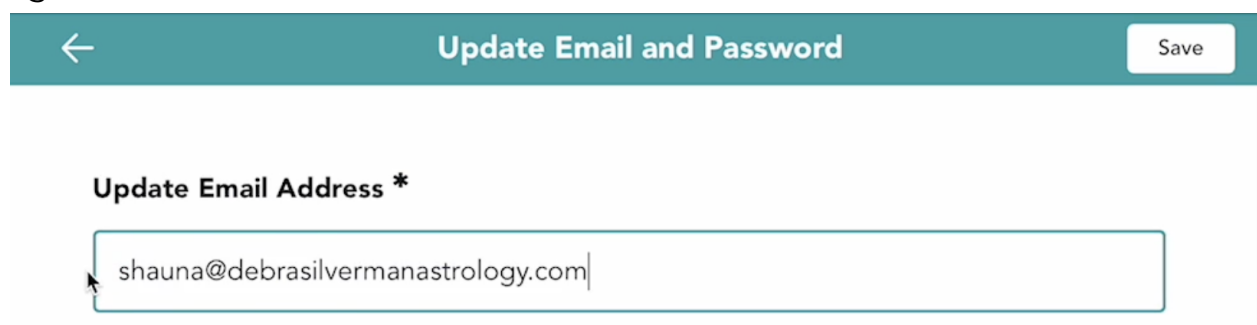 Update Email and Password
Save
Update Email Address *
shauna@debrasilvermanastrology.com